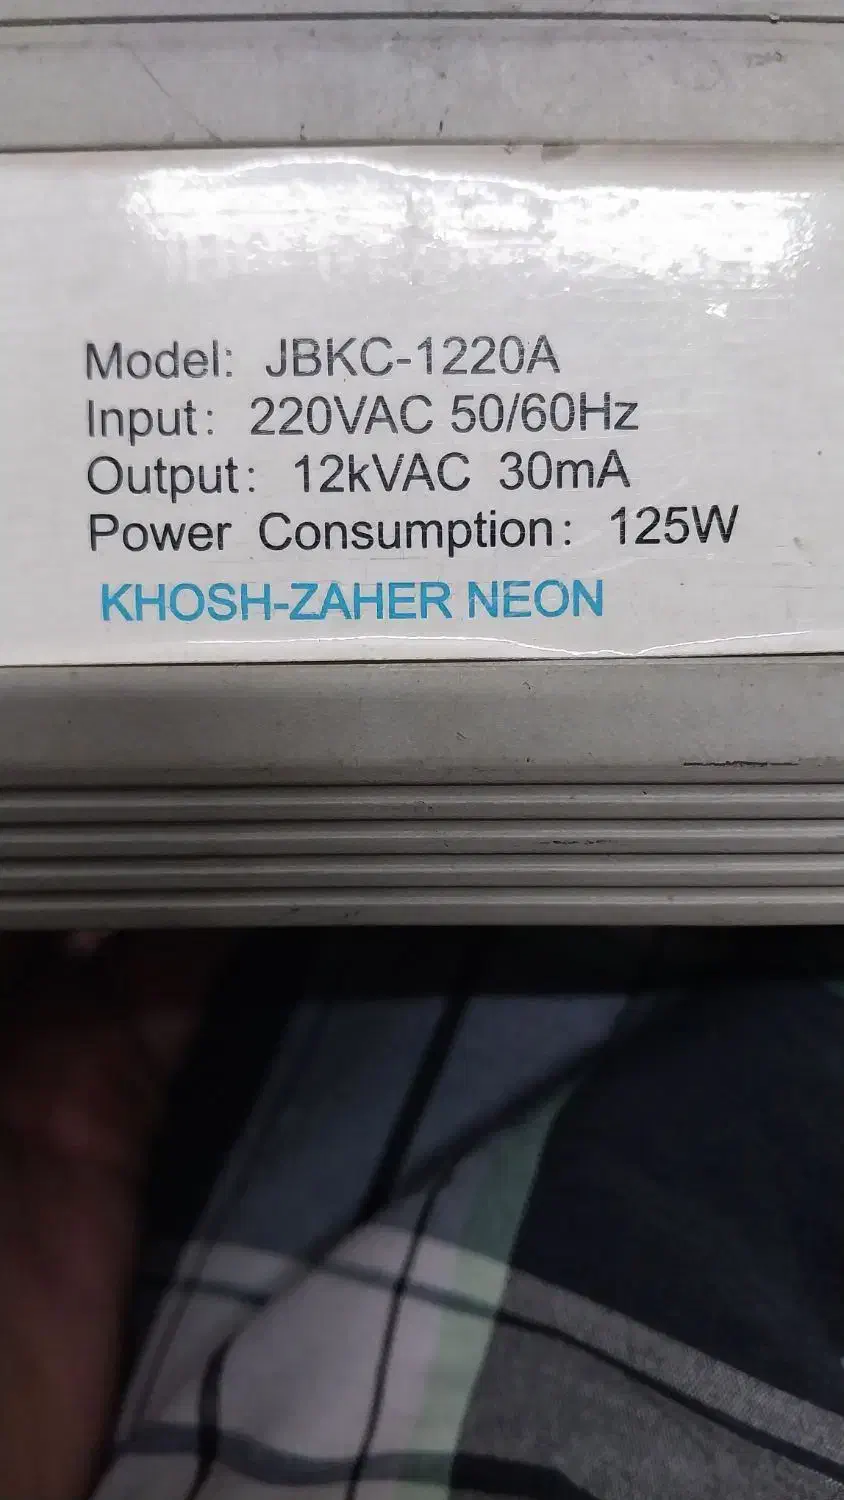 Model: JBKC-1220A
Input: 220VAC 50/60Hz
Output: 12kVAC 30mA
Power Consumption: 125W
KHOSH-ZAHER NEON